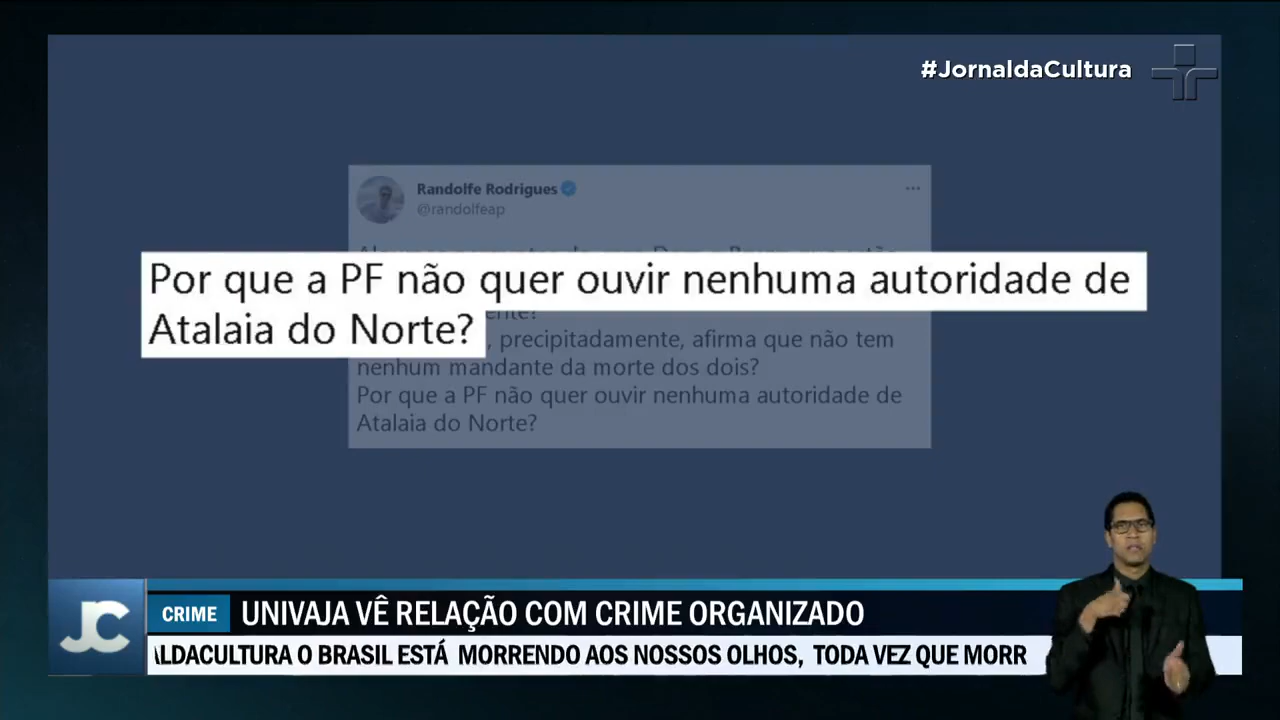 #JornaldaCultura
Randolfe Rodrigues
@randolfeap
Por que a PF não quer ouvir nenhuma autoridade de
Atalaia do Norte?
, precipitadamente, afirma que não tem
nenhum mandante da morte dos dois?
Por que a PF não quer ouvir nenhuma autoridade de
Atalaia do Norte?
JC
CRIME
UNIVAJA VÊ RELAÇÃO COM CRIME ORGANIZADO
ALDACULTURA O BRASIL ESTÁ MORRENDO AOS NOSSOS OLHOS, TODA VEZ QUE MORR